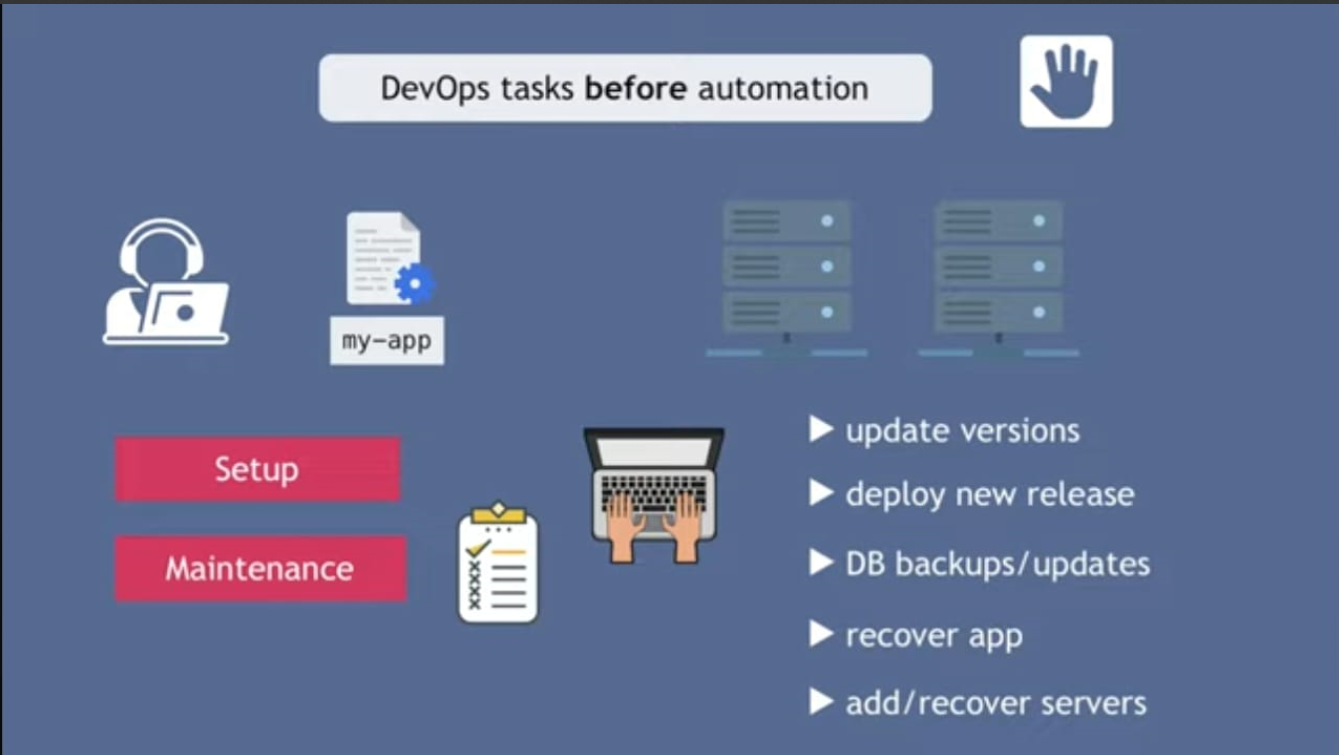 DevOps tasks before automation
my-app
Setup
Maintenance
update versions
deploy new release
DB backups/updates
recover app
add/recover servers